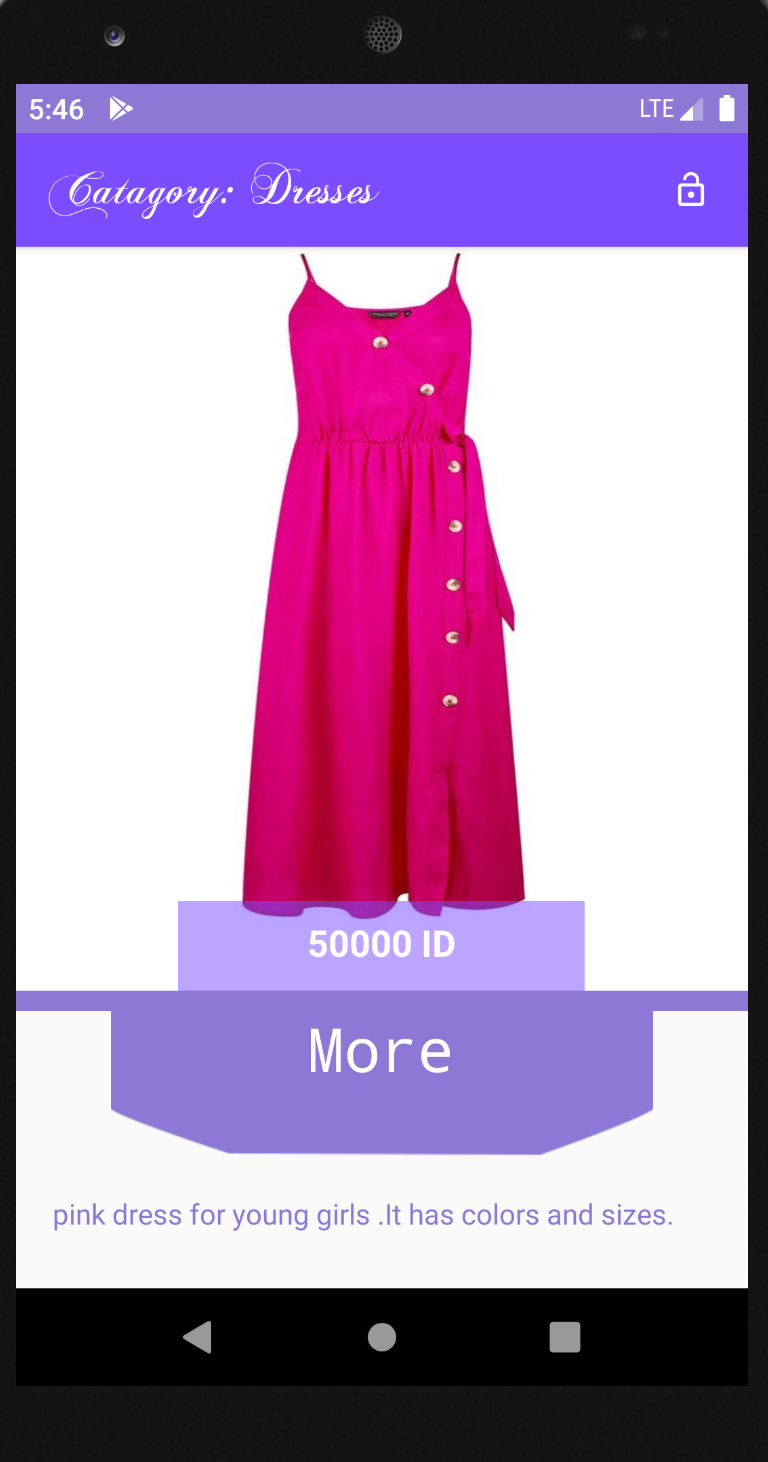 5:46 LTE
Catagory: Dresses
50000 ID
More
pink dress for young girls .It has colors and sizes.